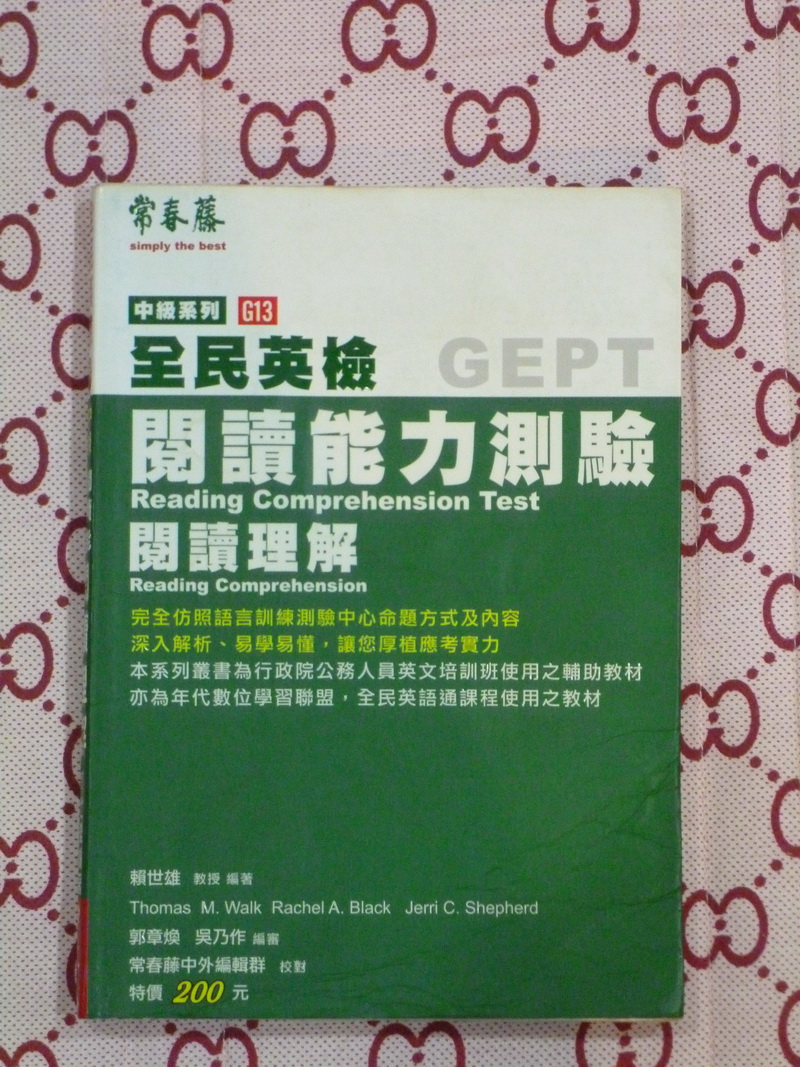 常春藤
simply the best
中級系列 G13
全民英檢 GEPT
閱讀能力測驗
Reading Comprehension Test
閱讀理解
Reading Comprehension
完全仿照語言訓練測驗中心命題方式及內容
深入解析、易學易懂，讓您厚植應考實力
本系列叢書為行政院公務人員英文培訓班使用之輔助教材
亦為年代數位學習聯盟，全民英語通課程使用之教材
賴世雄 教授 編著
Thomas M. Walk Rachel A. Black Jerri C. Shepherd
郭章煥 吳乃作 編審
常春藤中外編輯群 校對
特價 200 元